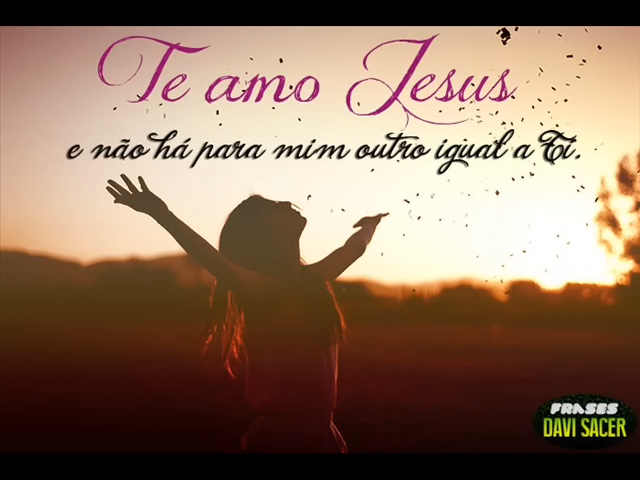 Te amo Jesus
e não há para mim outro igual a Ti.
FRASES
DAVI SACER